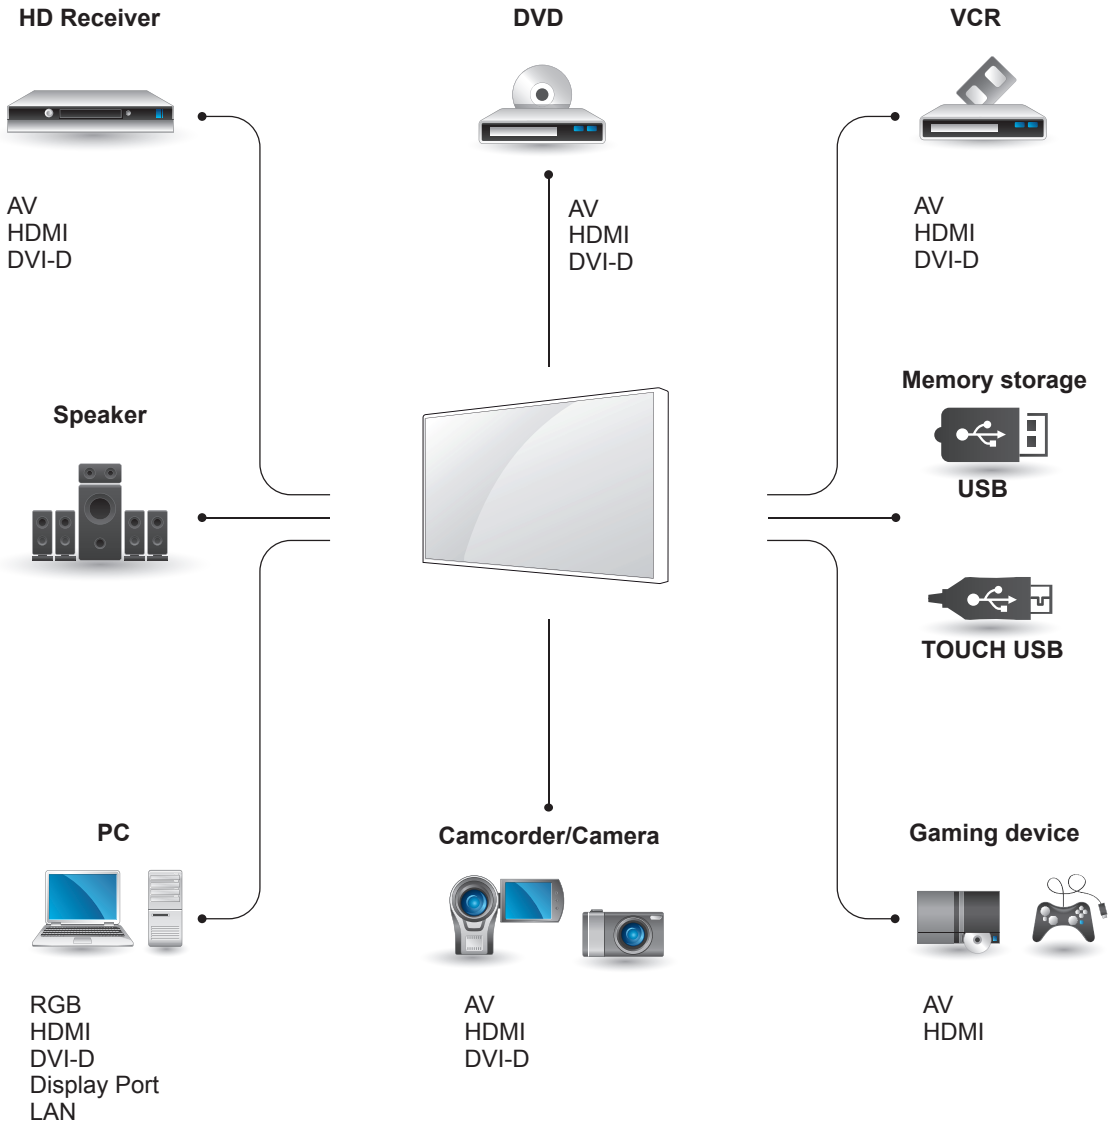 HD Receiver
AV
HDMI
DVI-D
DVD
AV
HDMI
DVI-D
VCR
AV
HDMI
DVI-D
Speaker
Memory storage
USB
TOUCH USB
PC
RGB
HDMI
DVI-D
Display Port
LAN
Camcorder/Camera
AV
HDMI
DVI-D
Gaming device
AV
HDMI